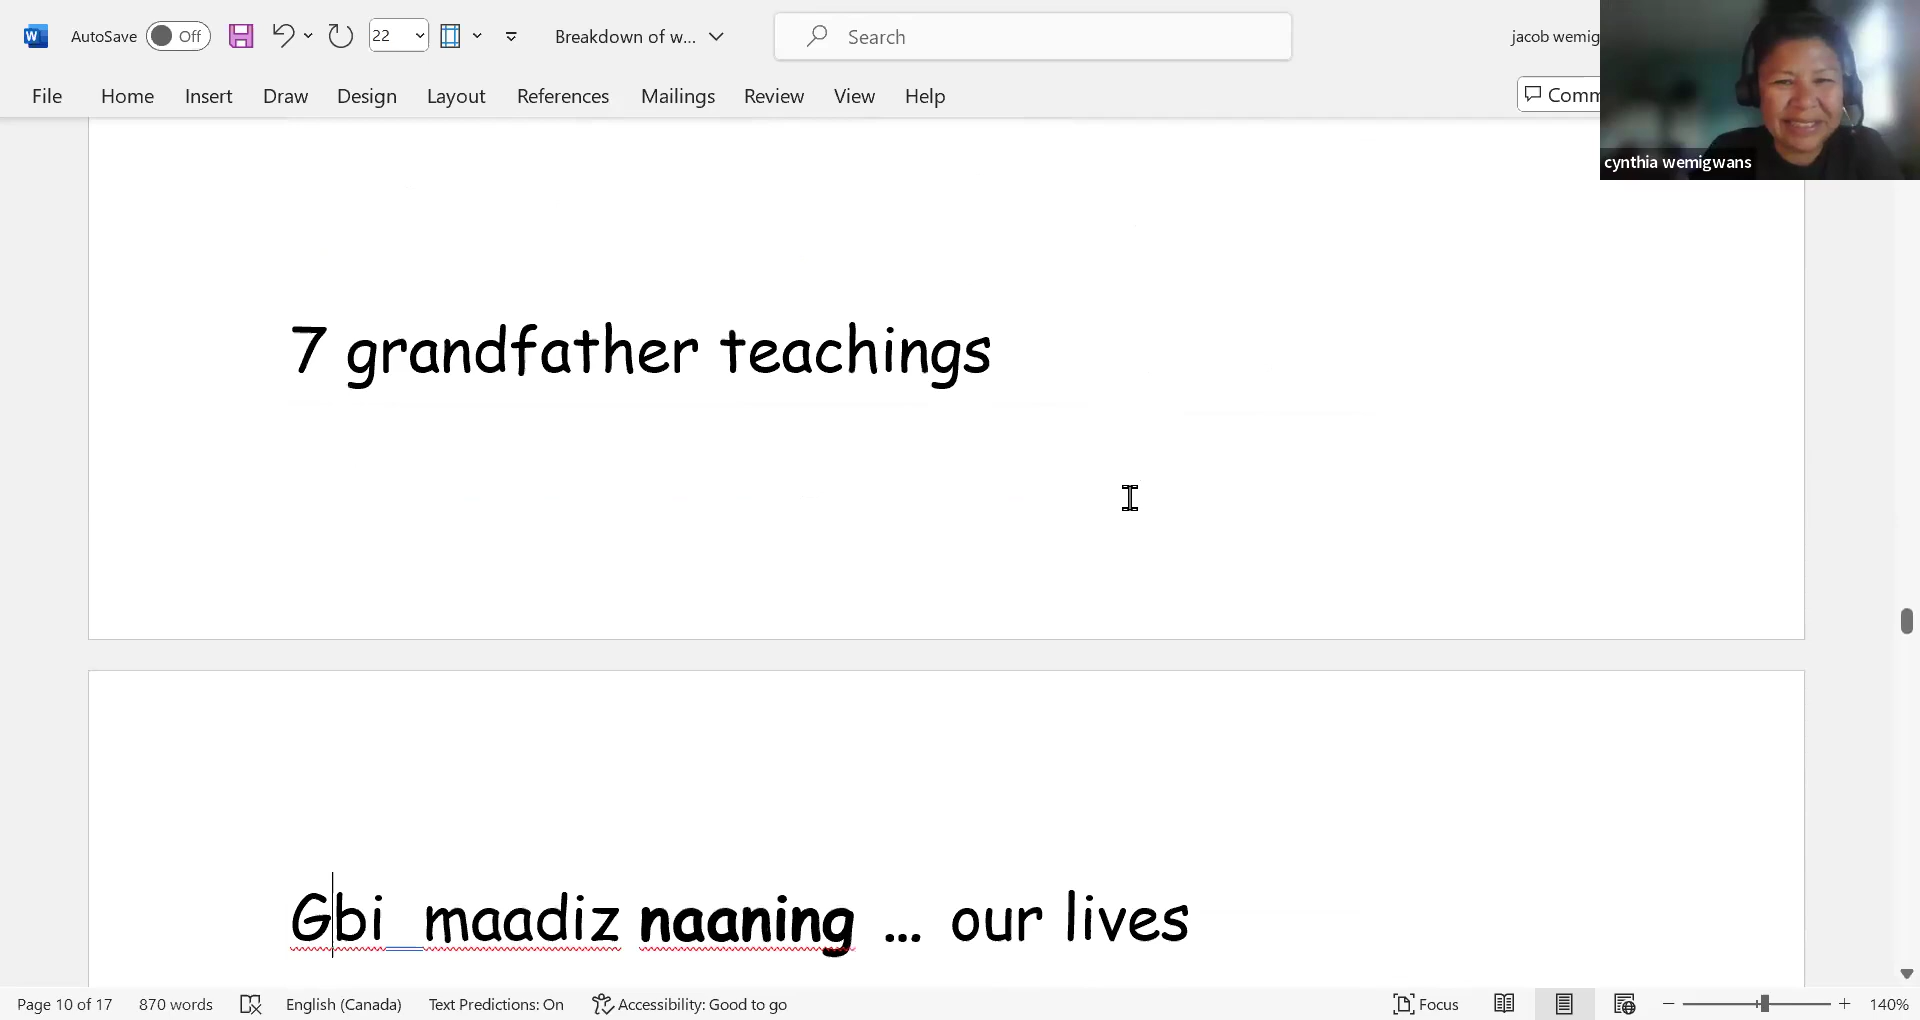 AutoSave Off 22 Breakdown of w... Search jacob wemig
File Home Insert Draw Design Layout References Mailings Review View Help Comm
cynthia wemigwans
7 grandfather teachings
Gbi maadiz naaning ... our lives
Page 10 of 17 870 words English (Canada) Text Predictions: On Accessibility: Good to go Focus 140%